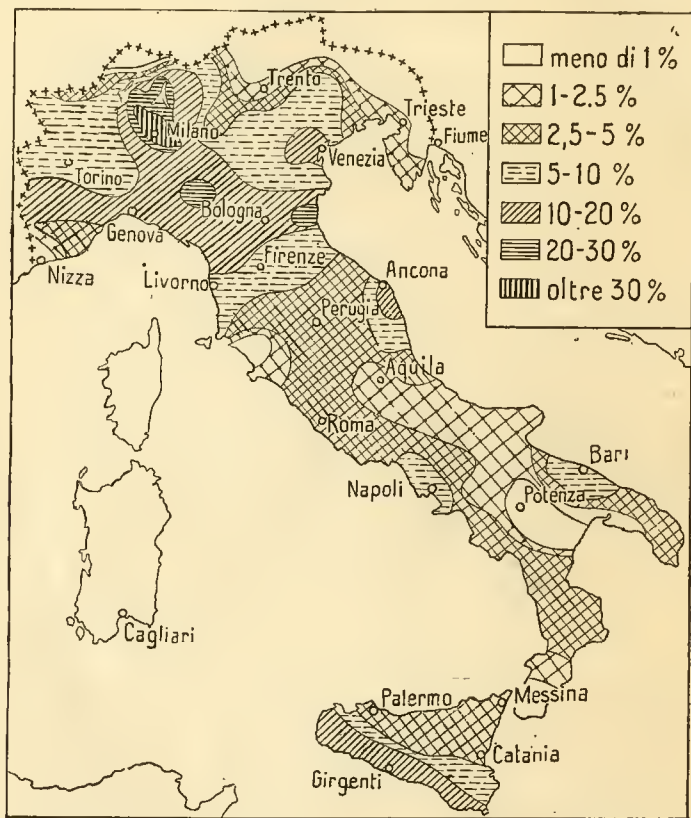 meno di 1%
1-2.5 %
2,5-5 %
5-10 %
10-20 %
20-30%
oltre 30%
Trento
Trieste
Fiume
Milano
Venezia
Torino
Bologna
Genova
Firenze
Nizza
Livorno
Ancona
Perugia
Aquila
Roma
Bari
Napoli
Potenza
Cagliari
Palermo
Messina
Catania
Girgenti